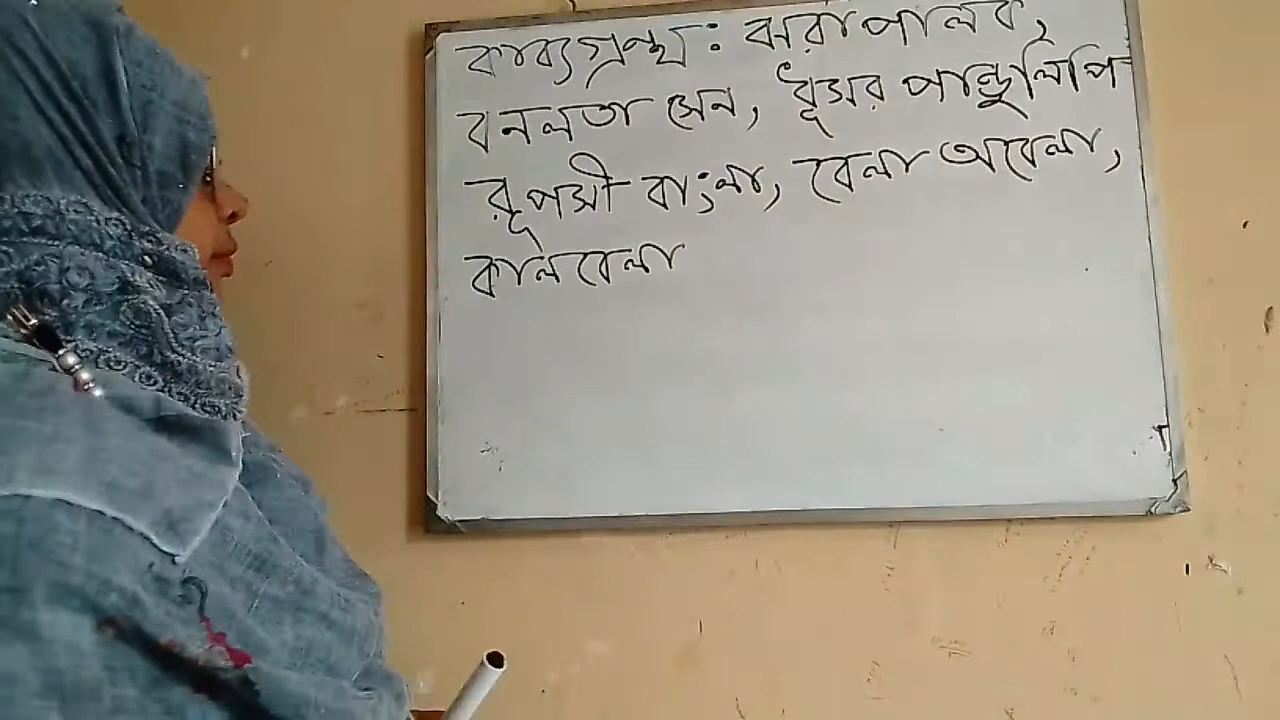 কাব্যগ্রন্থ: ঝরাপালক,
বনলতা সেন, ধূসর পান্ডুলিপি
রূপসী বাংলা, বেলা অবেলা,
কালবেলা